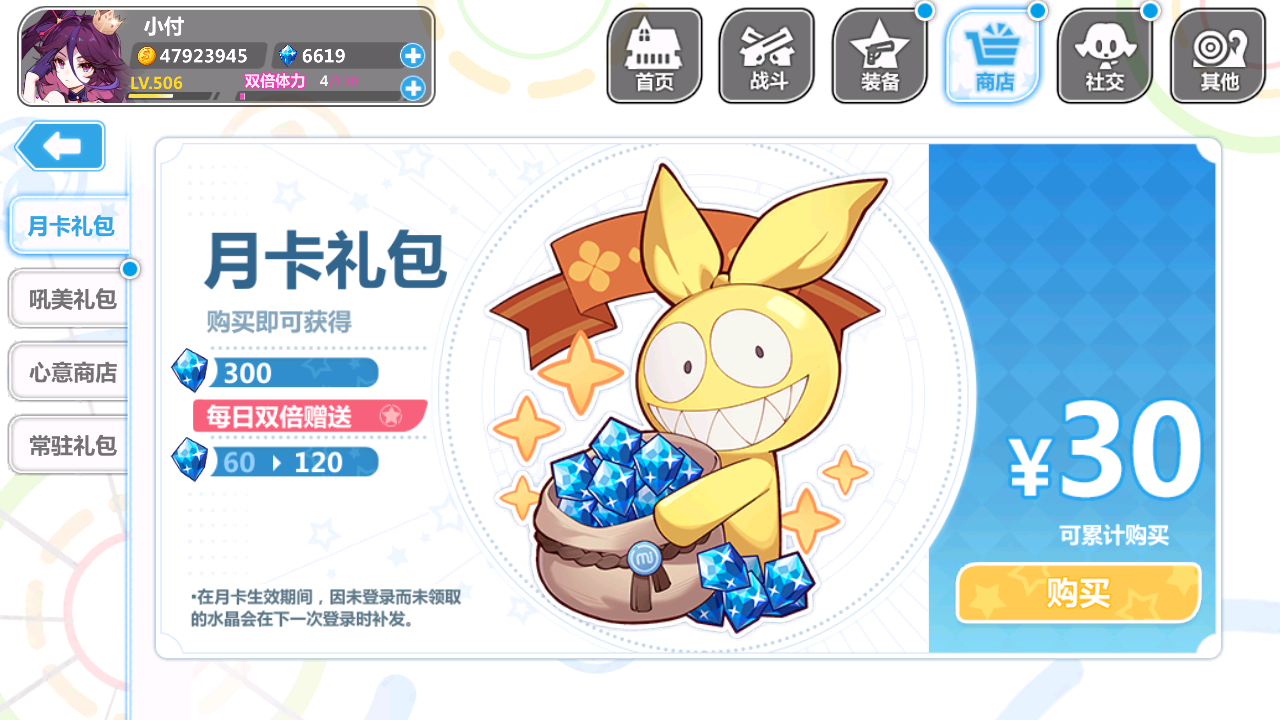 小付
47923945
6619
LV.506
双倍体力
首页
战斗
装备
商店
社交
其他
月卡礼包
吼美礼包
心意商店
常驻礼包
月卡礼包
购买即可获得
300
每日双倍赠送
60 120
·在月卡生效期间，因未登录而未领取
的水晶会在下一次登录时补发。
mi
¥30
可累计购买
购买